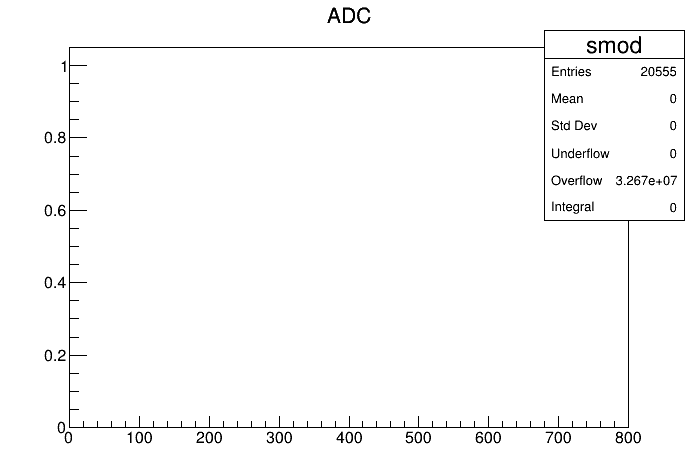 ADC
smod
Entries 20555
Mean 0
Std Dev 0
Underflow 0
Overflow 3.267e+07
Integral 0
1
0.8
0.6
0.4
0.2
0
0 100 200 300 400 500 600 700 800